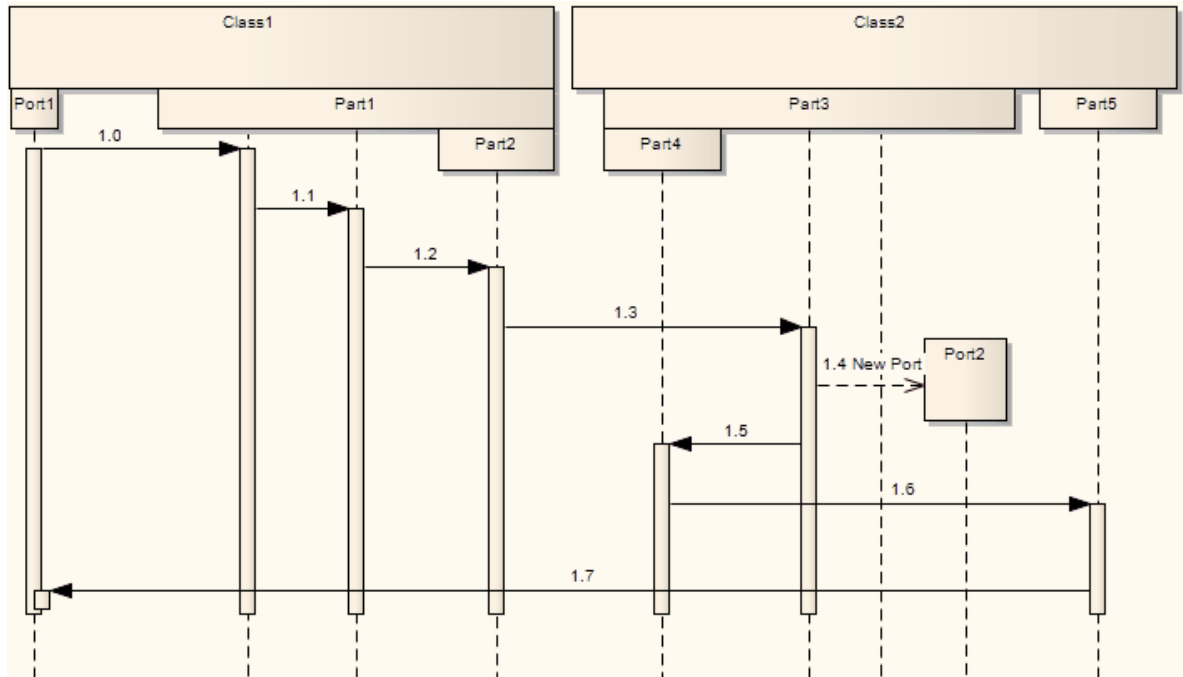 Class1
Class2
Port1
Part1
Part3
Part5
Part2
Part4
1.0
1.1
1.2
1.3
1.4 New Port
Port2
1.5
1.6
1.7